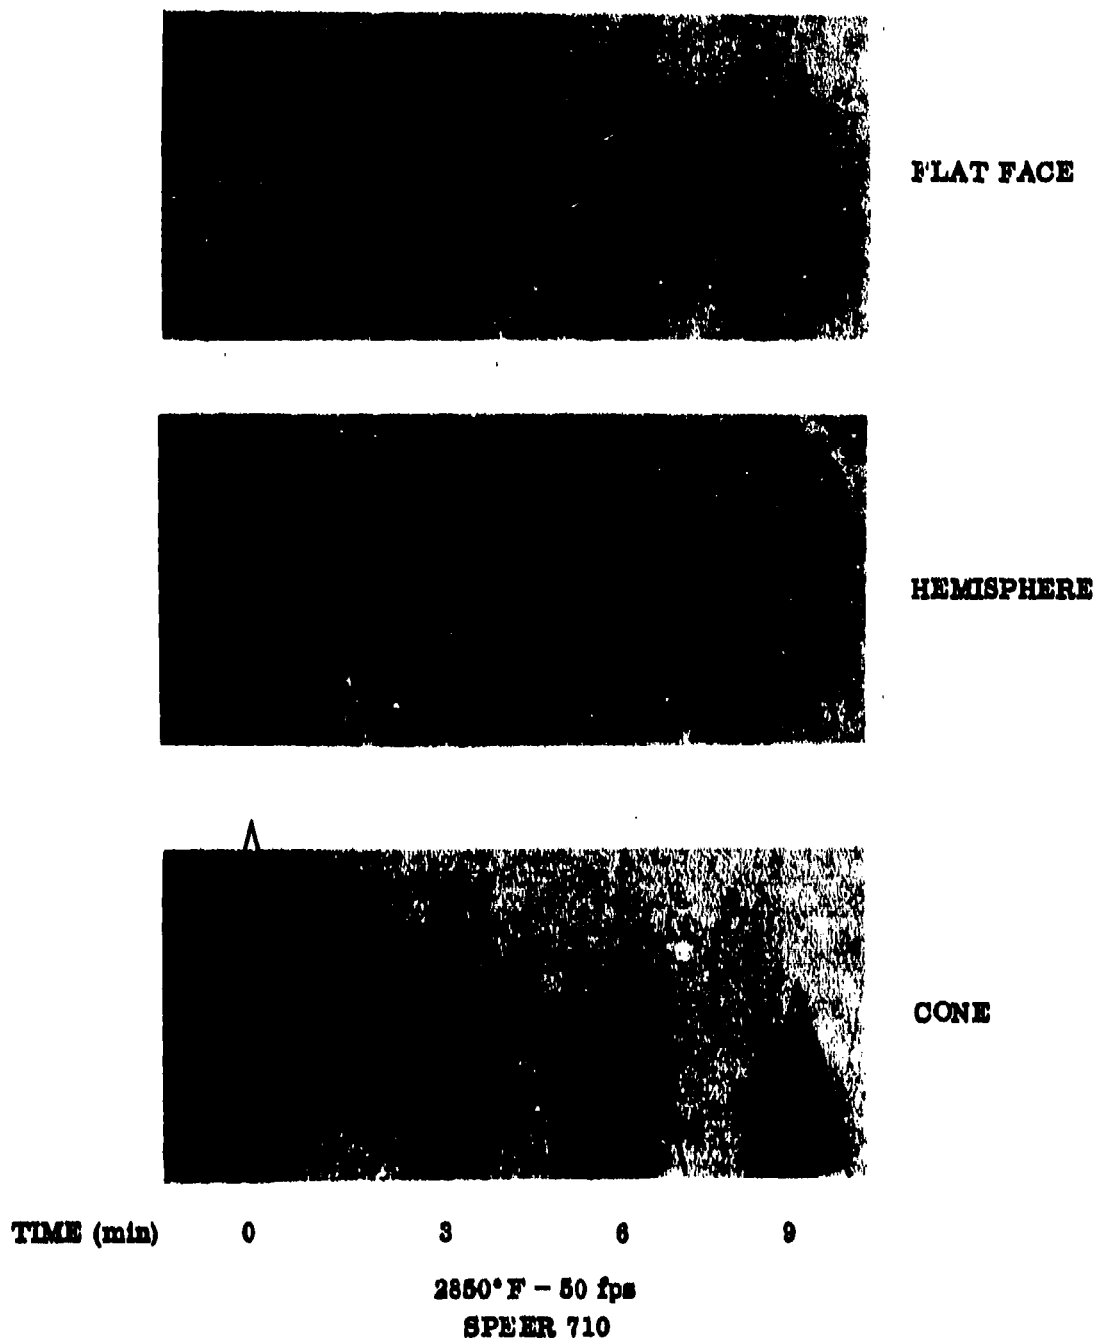 FLAT FACE
HEMISPHERE
CONE
TIME (min) 0 3 6 9
2850°F - 50 fps
SPEER 710